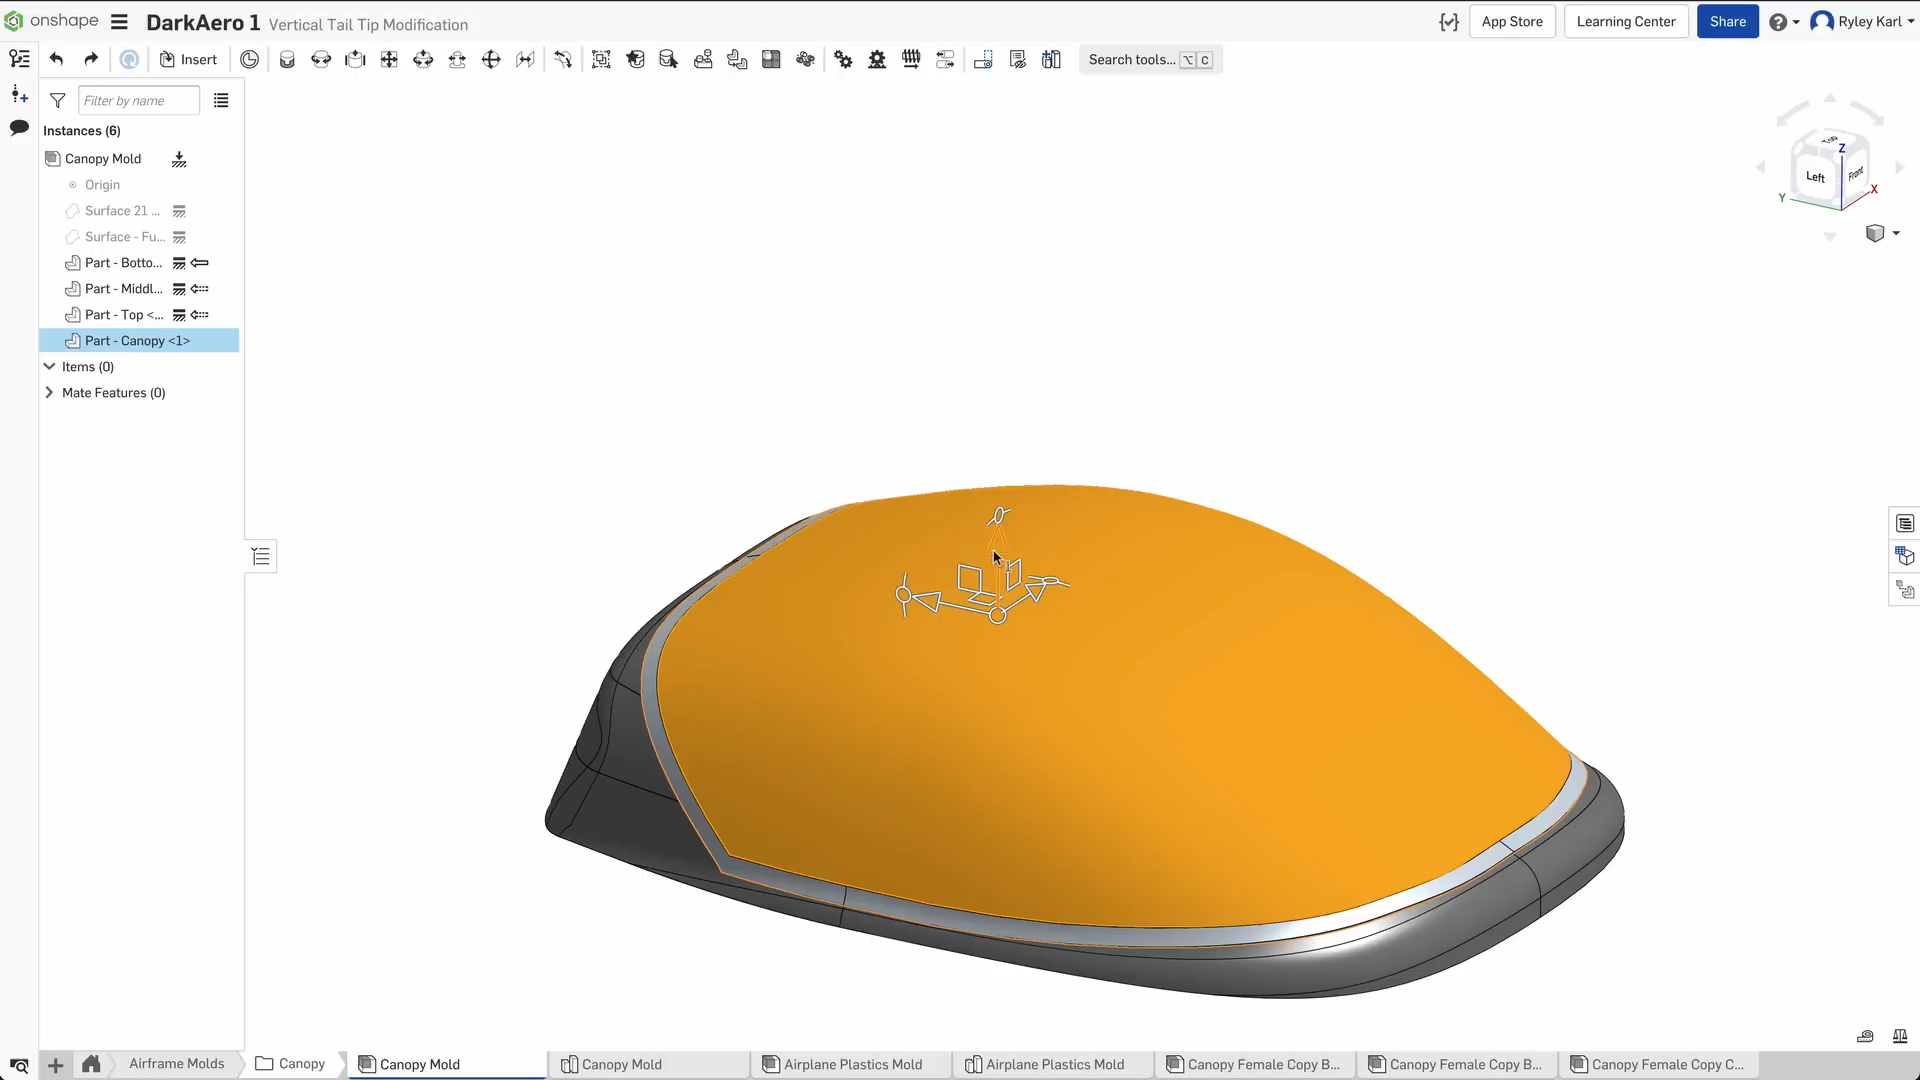 onshape DarkAero 1 Vertical Tail Tip Modification App Store Learning Center Share Ryley Karl
Insert Search tools... ⌥ C
Filter by name
Instances (6)
Canopy Mold
Origin
Surface 21 ...
Surface - Fu...
Part - Botto...
Part - Middl...
Part - Top <...
Part - Canopy <1>
Items (0)
Mate Features (0)
Top
Z
Left
Front
Y
X
Airframe Molds Canopy Canopy Mold Canopy Mold Airplane Plastics Mold Airplane Plastics Mold Canopy Female Copy B... Canopy Female Copy B... Canopy Female Copy C...